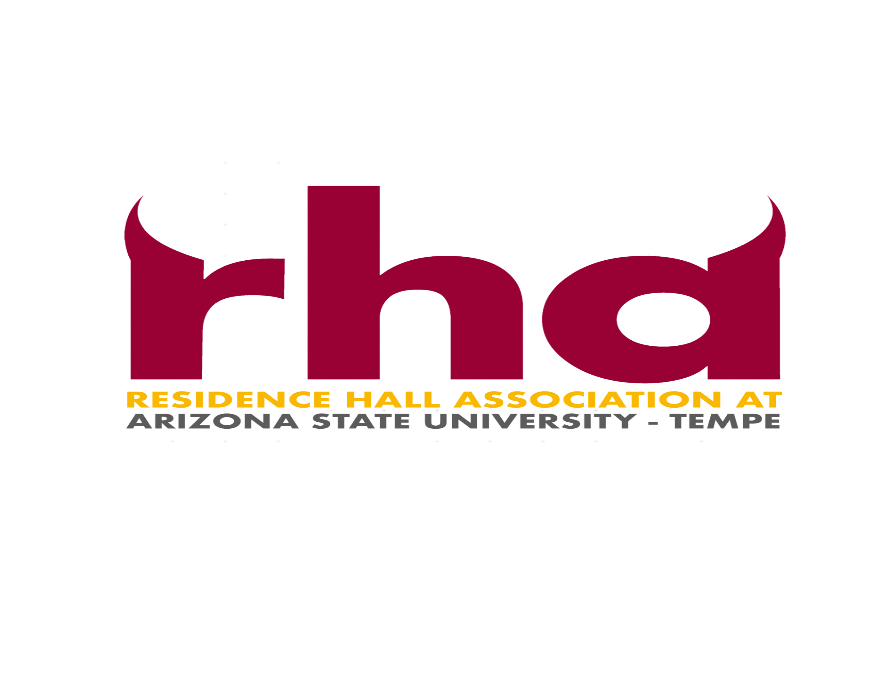 rha
RESIDENCE HALL ASSOCIATION AT
ARIZONA STATE UNIVERSITY - TEMPE